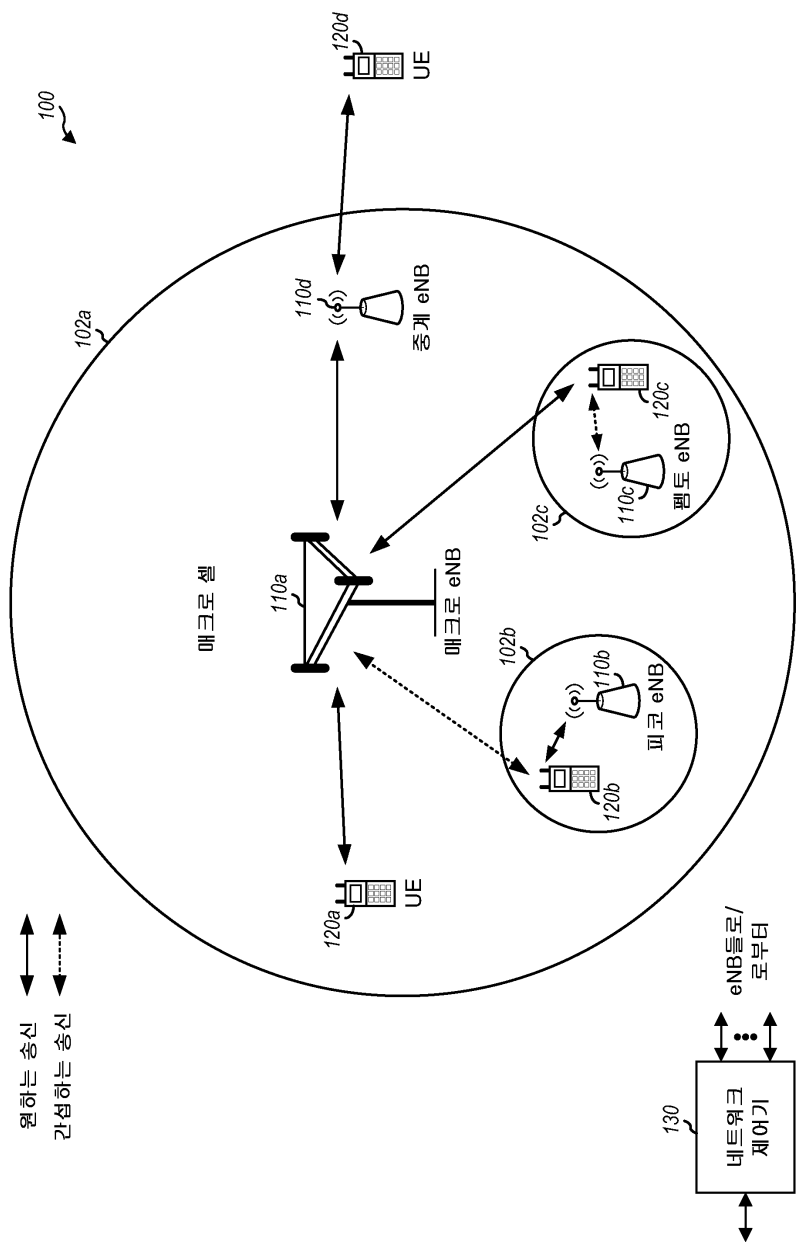 100
원하는 송신
간섭하는 송신
102a
매크로 셀
110a
매크로 eNB
120a
UE
110d
중계 eNB
120d
UE
102b
110b
피코 eNB
120b
102c
110c
펨토 eNB
120c
130
네트워크
제어기
eNB들로/
로부터